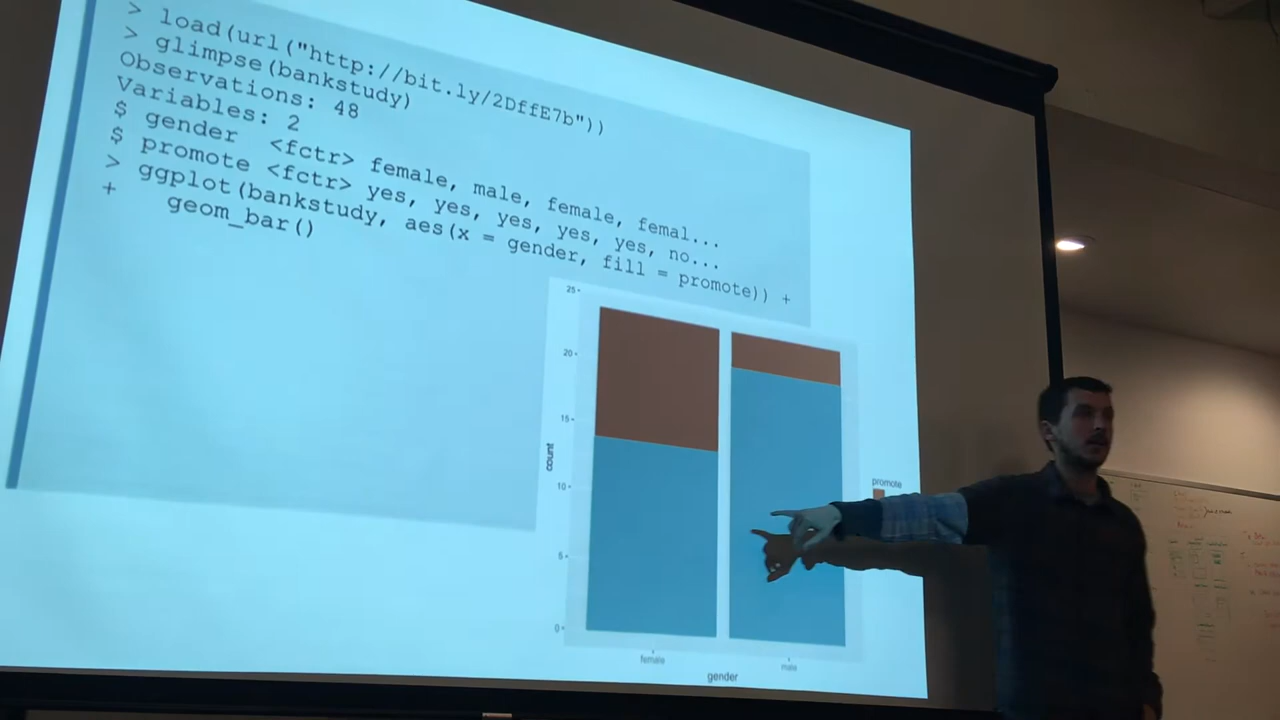 > load(url("http://bit.ly/2DffE7b"))
> glimpse(bankstudy)
Observations: 48
Variables: 2
$ gender <fctr> female, male, female, femal...
$ promote <fctr> yes, yes, yes, yes, yes, no...
> ggplot(bankstudy, aes(x = gender, fill = promote)) +
+ geom_bar()
25
20
15
10
5
0
count
female
male
gender
promote